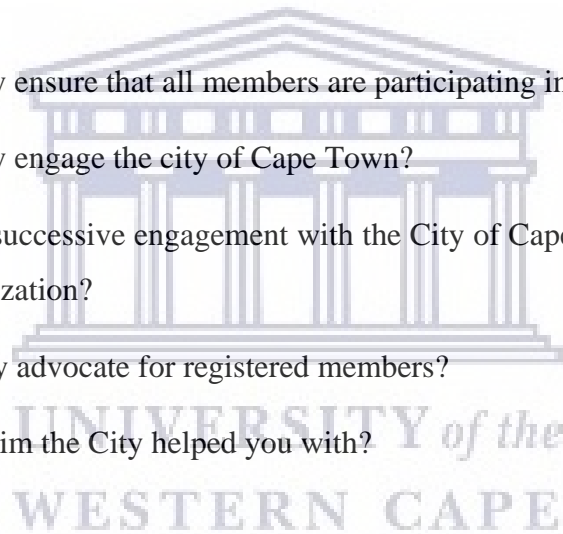 y ensure that all members are participating in
y engage the city of Cape Town?
successive engagement with the City of Cape
zation?
y advocate for registered members?
im the City helped you with?
UNIVERSITY of the
WESTERN CAPE